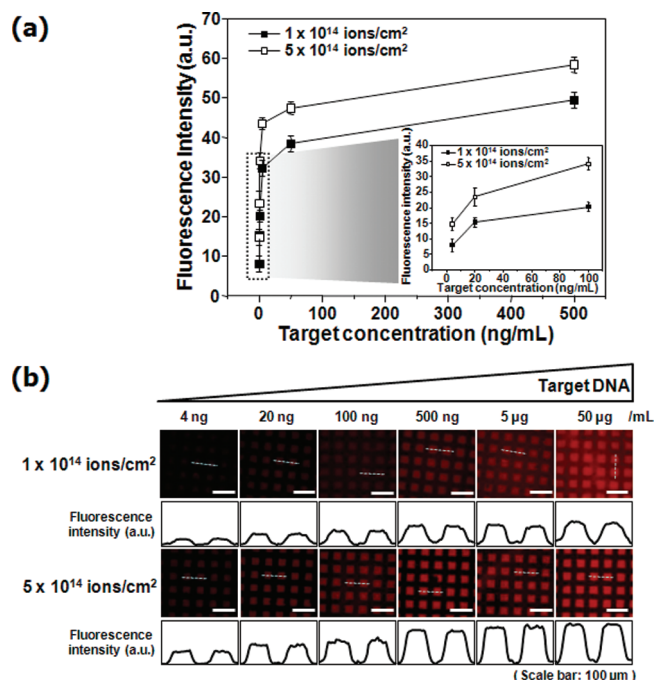 (a)
70
60
50
40
30
20
10
0
Fluorescence Intensity (a.u.)
1 x 10¹⁴ ions/cm²
5 x 10¹⁴ ions/cm²
40
35
30
25
20
15
10
5
0
Fluorescence intensity (a.u.)
1 x 10¹⁴ ions/cm²
5 x 10¹⁴ ions/cm²
0 20 40 60 80 100
Target concentration (ng/mL)
0 100 200 300 400 500
Target concentration (ng/mL)
(b)
Target DNA
4 ng 20 ng 100 ng 500 ng 5 µg 50 µg /mL
1 x 10¹⁴ ions/cm²
Fluorescence
intensity (a.u.)
5 x 10¹⁴ ions/cm²
Fluorescence
intensity (a.u.)
( Scale bar: 100 µm )